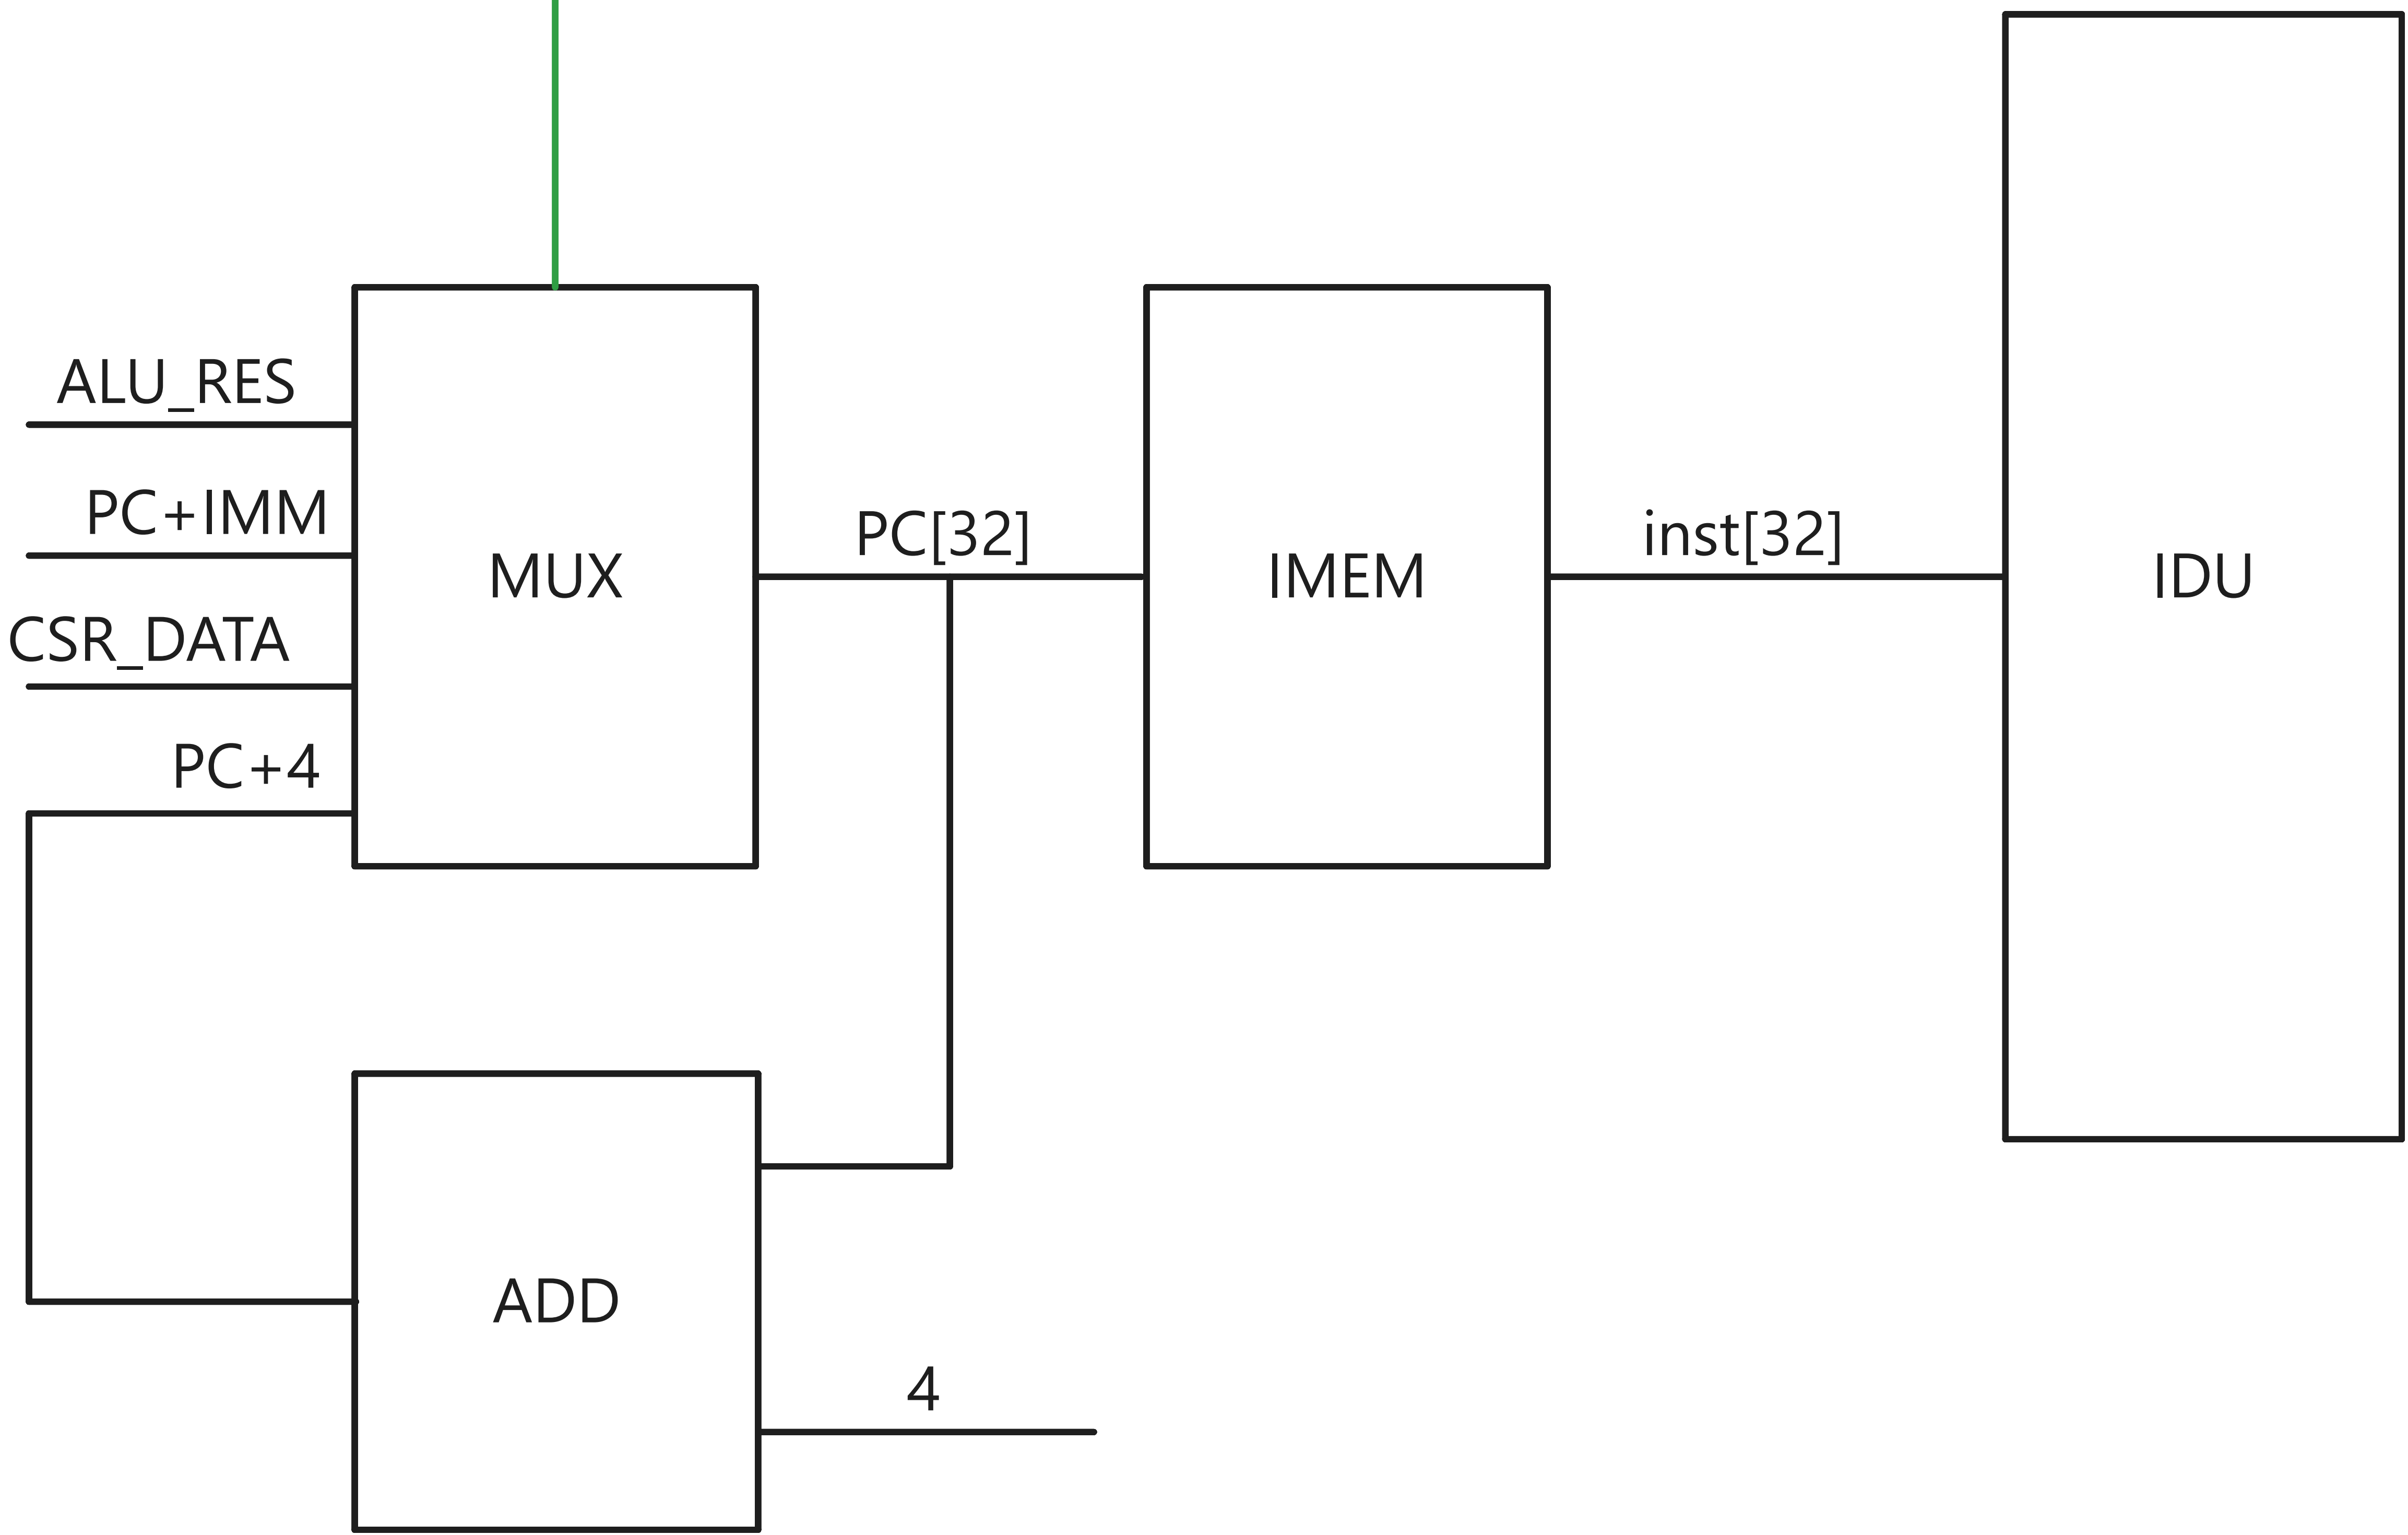 ALU_RES
PC+IMM
CSR_DATA
PC+4
MUX
PC[32]
IMEM
inst[32]
IDU
ADD
4